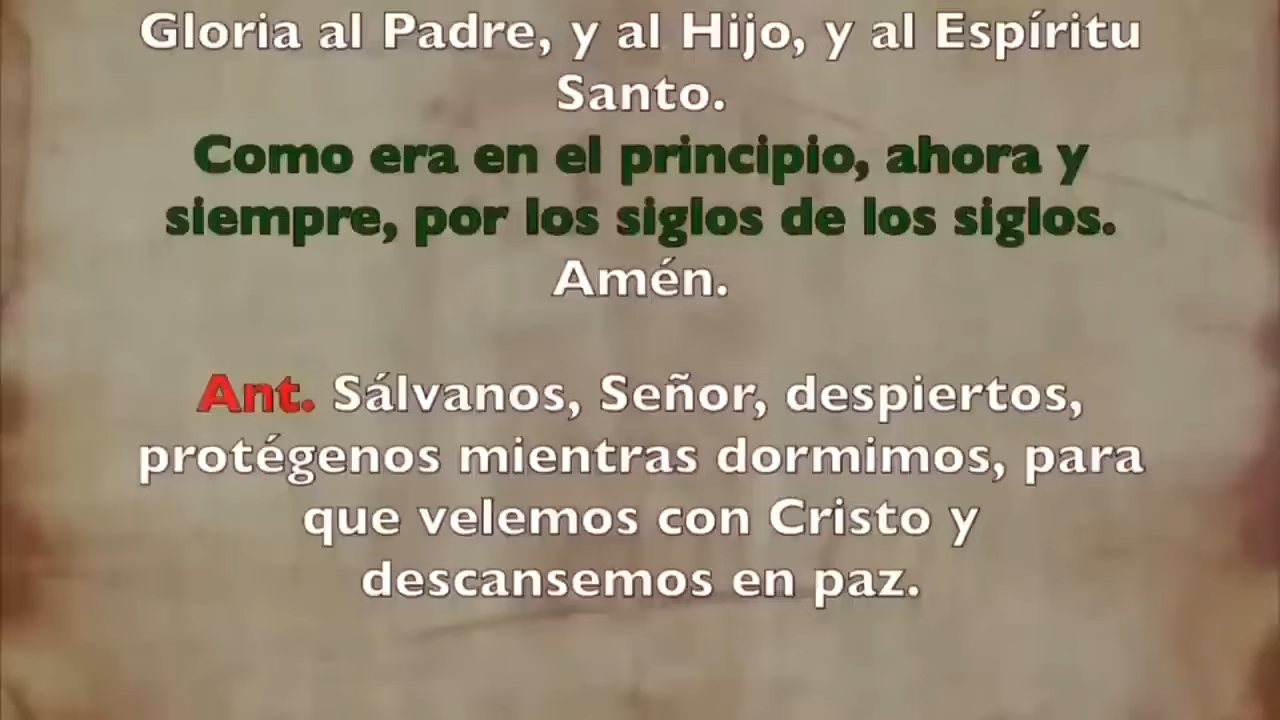 Gloria al Padre, y al Hijo, y al Espíritu
Santo.
Como era en el principio, ahora y
siempre, por los siglos de los siglos.
Amén.
Ant. Sálvanos, Señor, despiertos,
protégenos mientras dormimos, para
que velemos con Cristo y
descansemos en paz.